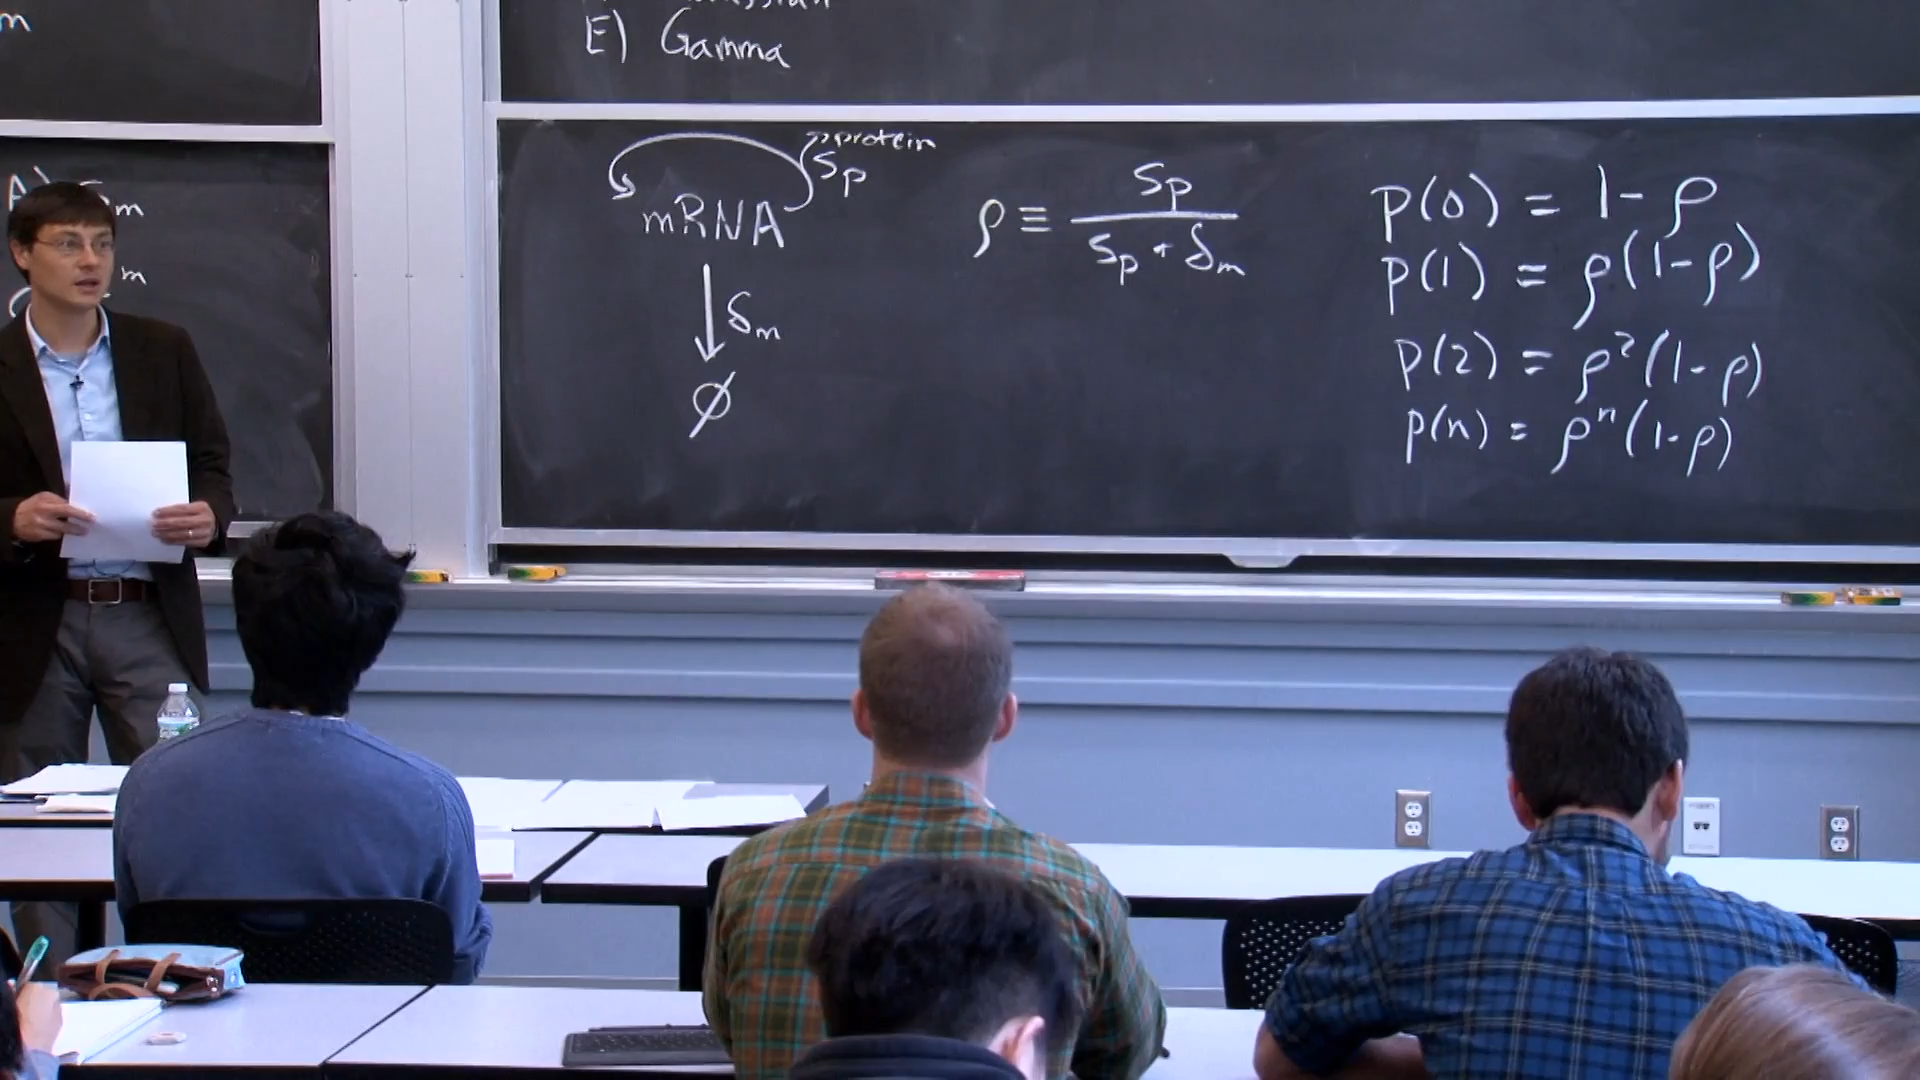 m
E) Gamma
A) m
m
protein
Sp
mRNA
δm
∅
ρ ≡ Sp / (Sp + δm)
P(0) = 1 - ρ
P(1) = ρ(1-ρ)
P(2) = ρ²(1-ρ)
P(n) = ρⁿ(1-ρ)